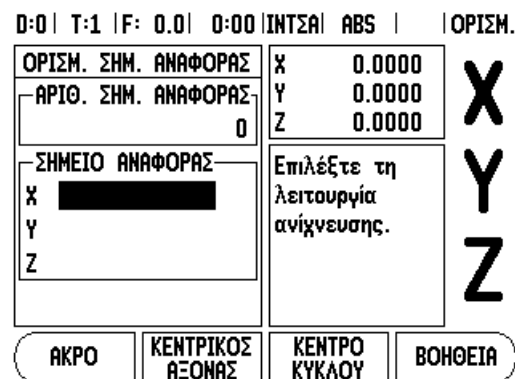 D:0 | T:1 | F: 0.0 | 0:00 | ΙΝΤΣΑ| ABS | | ΟΡΙΣΜ.
ΟΡΙΣΜ. ΣΗΜ. ΑΝΑΦΟΡΑΣ
ΑΡΙΘ. ΣΗΜ. ΑΝΑΦΟΡΑΣ
0
ΣΗΜΕΙΟ ΑΝΑΦΟΡΑΣ
X
Y
Z
X 0.0000
Y 0.0000
Z 0.0000
Επιλέξτε τη
λειτουργία
ανίχνευσης.
X
Y
Z
ΑΚΡΟ
ΚΕΝΤΡΙΚΟΣ
ΑΞΟΝΑΣ
ΚΕΝΤΡΟ
ΚΥΚΛΟΥ
ΒΟΗΘΕΙΑ